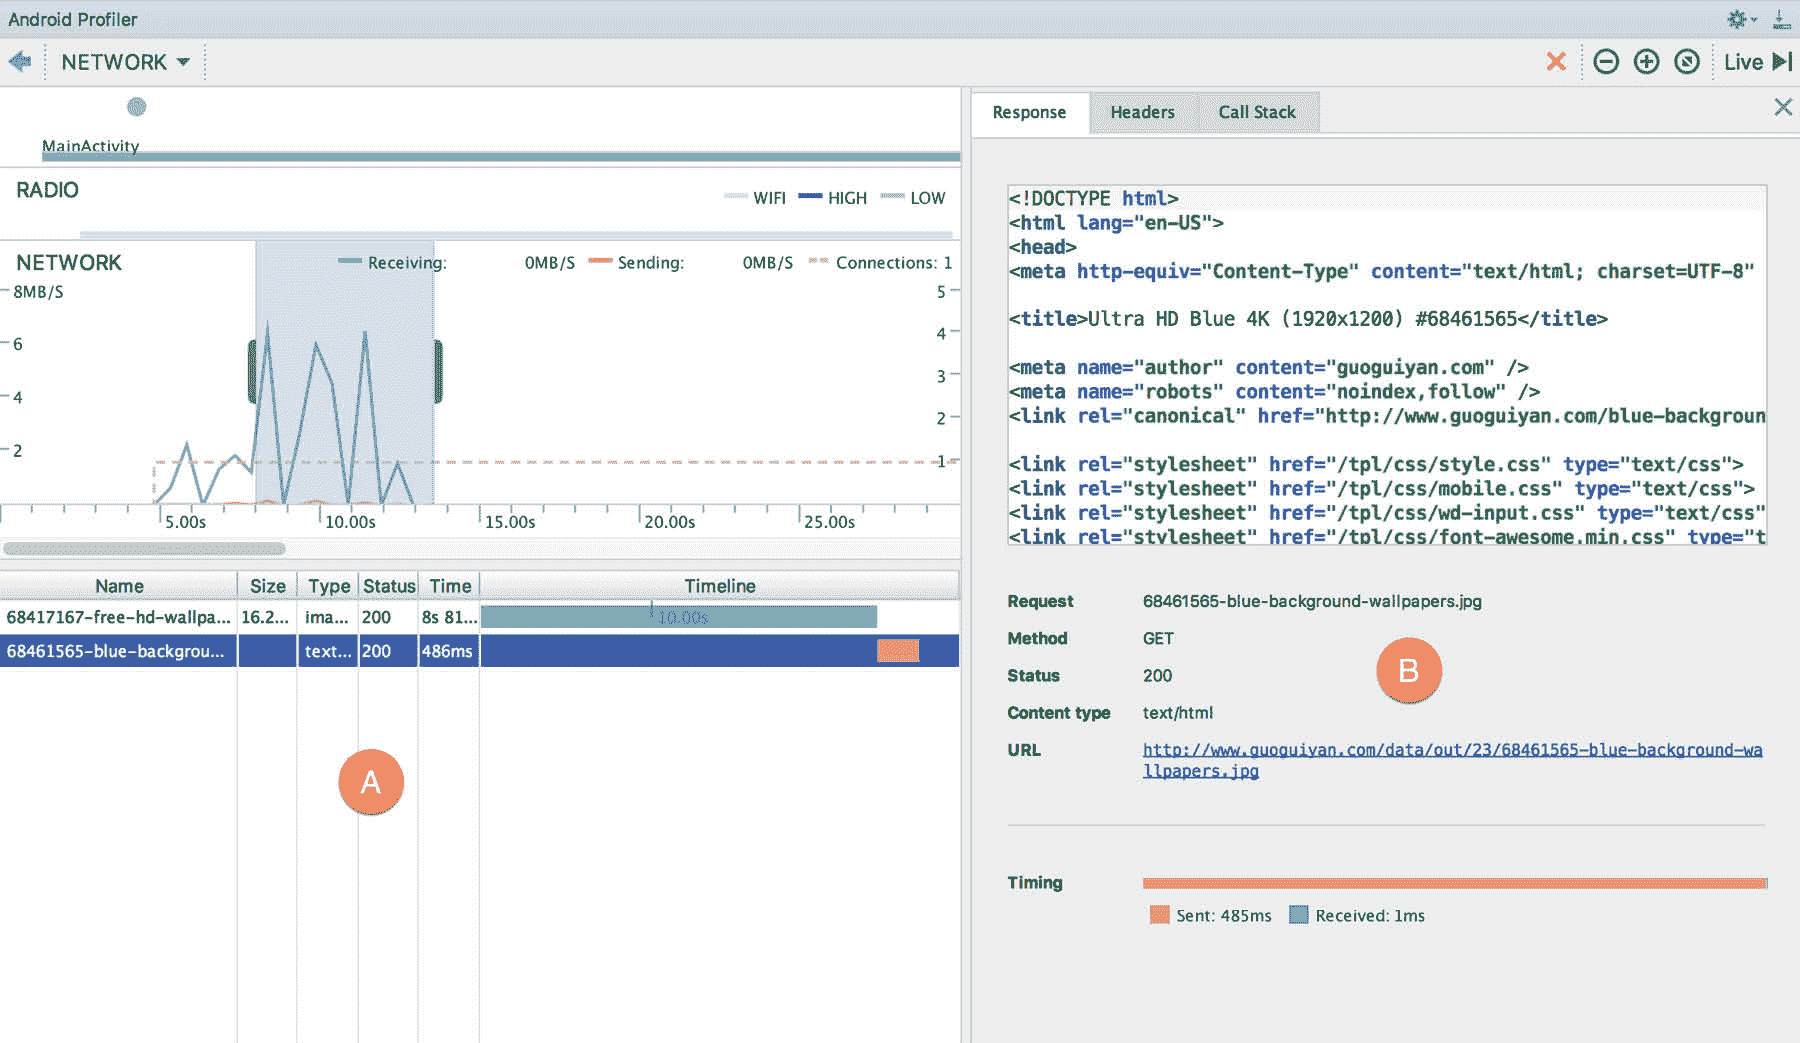 Android Profiler
NETWORK
Live
MainActivity
RADIO
WIFI HIGH LOW
NETWORK
Receiving: 0MB/S Sending: 0MB/S Connections: 1
8MB/S
6
4
2
5
4
3
2
1
5.00s 10.00s 15.00s 20.00s 25.00s
Name Size Type Status Time Timeline
68417167-free-hd-wallpa... 16.2... ima... 200 8s 81... 10.00s
68461565-blue-backgrou... text... 200 486ms
A
Response Headers Call Stack
<!DOCTYPE html>
<html lang="en-US">
<head>
<meta http-equiv="Content-Type" content="text/html; charset=UTF-8"
<title>Ultra HD Blue 4K (1920x1200) #68461565</title>
<meta name="author" content="guoguiyan.com" />
<meta name="robots" content="noindex,follow" />
<link rel="canonical" href="http://www.guoguiyan.com/blue-backgroun
<link rel="stylesheet" href="/tpl/css/style.css" type="text/css">
<link rel="stylesheet" href="/tpl/css/mobile.css" type="text/css">
<link rel="stylesheet" href="/tpl/css/wd-input.css" type="text/css"
<link rel="stylesheet" href="/tpl/css/font-awesome.min.css" type="t
Request 68461565-blue-background-wallpapers.jpg
Method GET
B
Status 200
Content type text/html
URL http://www.guoguiyan.com/data/out/23/68461565-blue-background-wa
llpapers.jpg
Timing
Sent: 485ms Received: 1ms